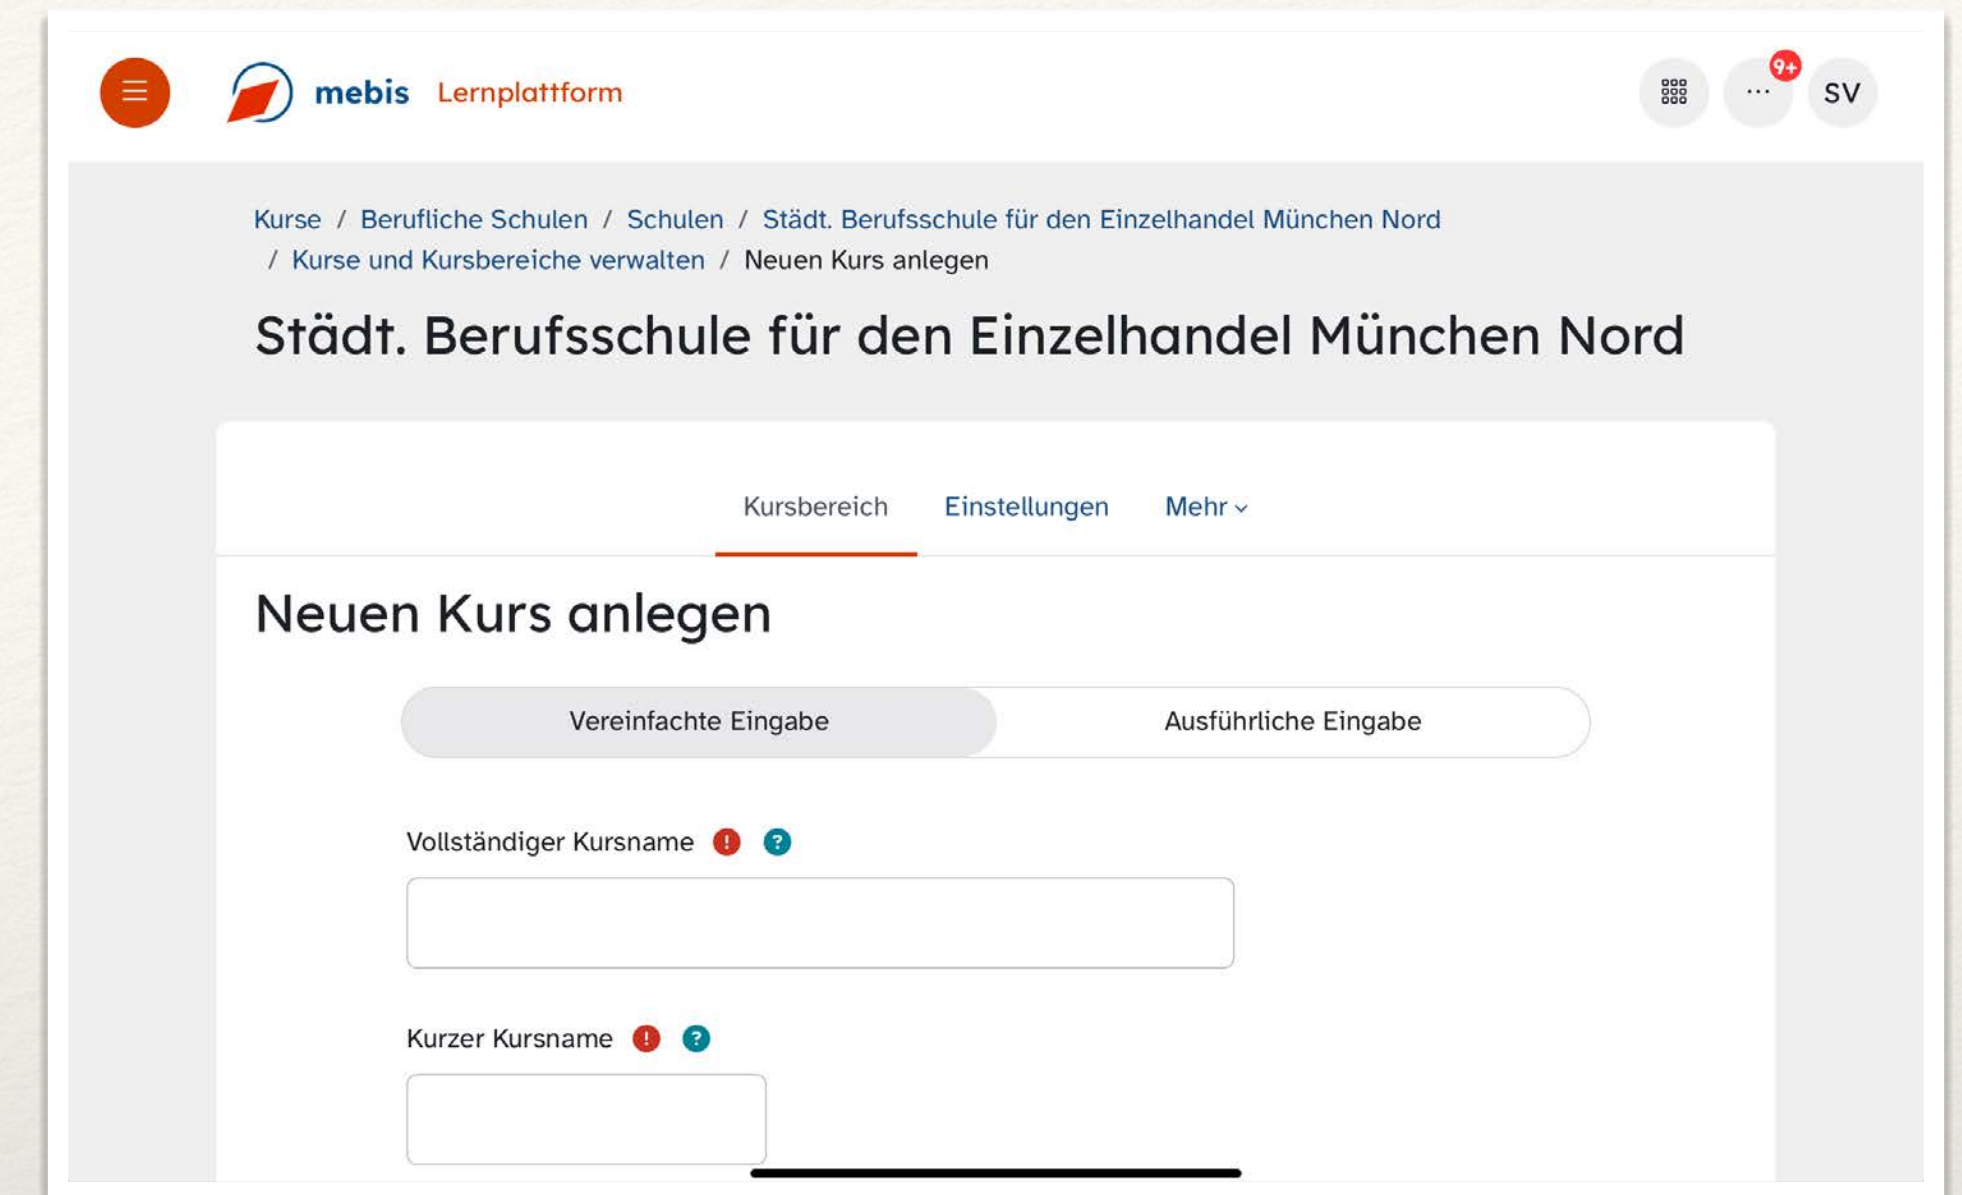 mebis Lernplattform
9+
SV
Kurse / Berufliche Schulen / Schulen / Städt. Berufsschule für den Einzelhandel München Nord
/ Kurse und Kursbereiche verwalten / Neuen Kurs anlegen
Städt. Berufsschule für den Einzelhandel München Nord
Kursbereich Einstellungen Mehr
Neuen Kurs anlegen
Vereinfachte Eingabe Ausführliche Eingabe
Vollständiger Kursname ! ?
Kurzer Kursname ! ?